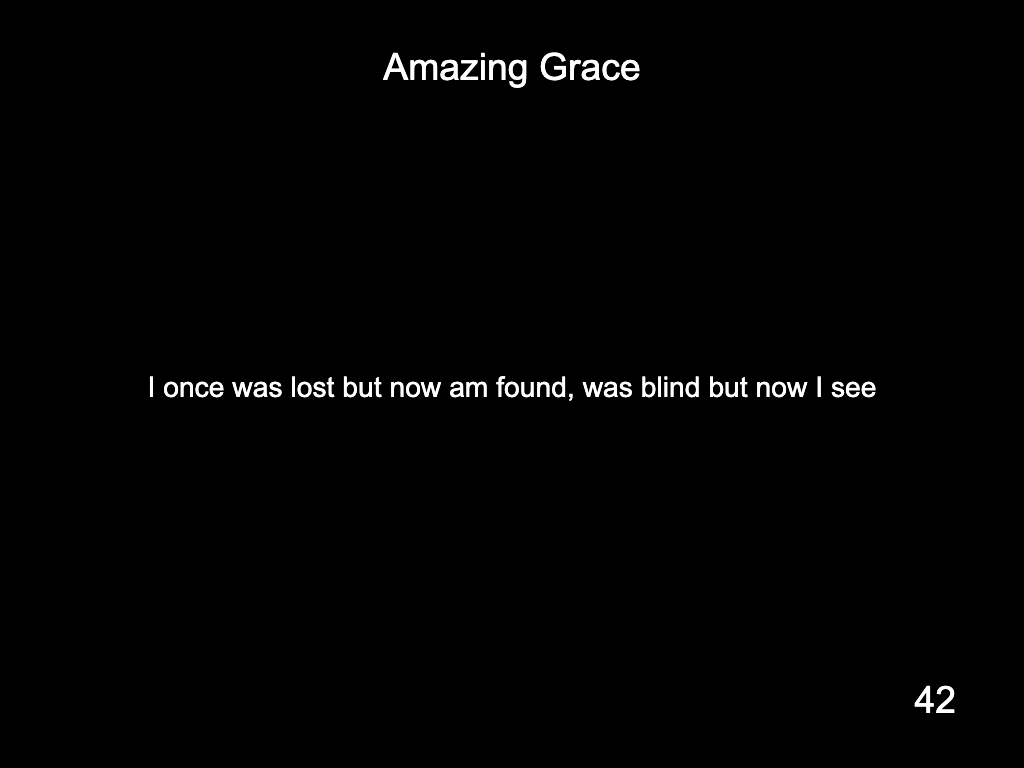 Amazing Grace
I once was lost but now am found, was blind but now I see
42